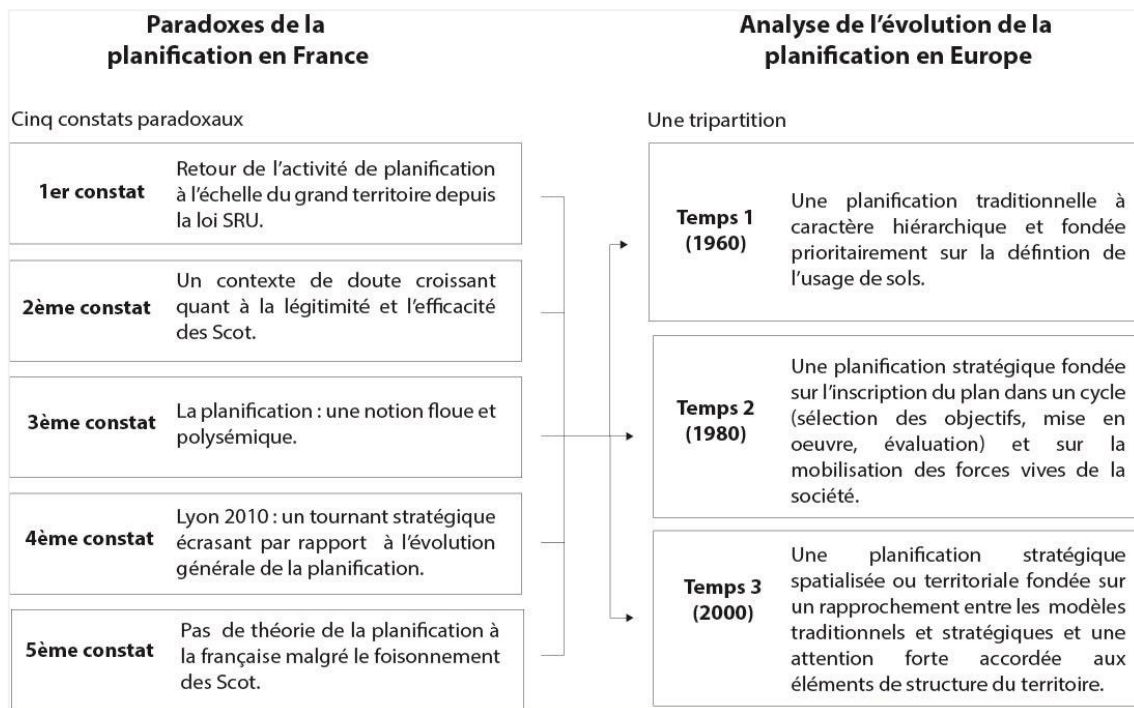 Paradoxes de la
planification en France
Cinq constats paradoxaux
1er constat
Retour de l'activité de planification
à l'échelle du grand territoire depuis
la loi SRU.
2ème constat
Un contexte de doute croissant
quant à la légitimité et l'efficacité
des Scot.
3ème constat
La planification : une notion floue et
polysémique.
4ème constat
Lyon 2010 : un tournant stratégique
écrasant par rapport à l'évolution
générale de la planification.
5ème constat
Pas de théorie de la planification à
la française malgré le foisonnement
des Scot.
Analyse de l'évolution de la
planification en Europe
Une tripartition
Temps 1
(1960)
Une planification traditionnelle à
caractère hiérarchique et fondée
prioritairement sur la défintion de
l'usage de sols.
Temps 2
(1980)
Une planification stratégique fondée
sur l'inscription du plan dans un cycle
(sélection des objectifs, mise en
oeuvre, évaluation) et sur la
mobilisation des forces vives de la
société.
Temps 3
(2000)
Une planification stratégique
spatialisée ou territoriale fondée sur
un rapprochement entre les modèles
traditionnels et stratégiques et une
attention forte accordée aux
éléments de structure du territoire.